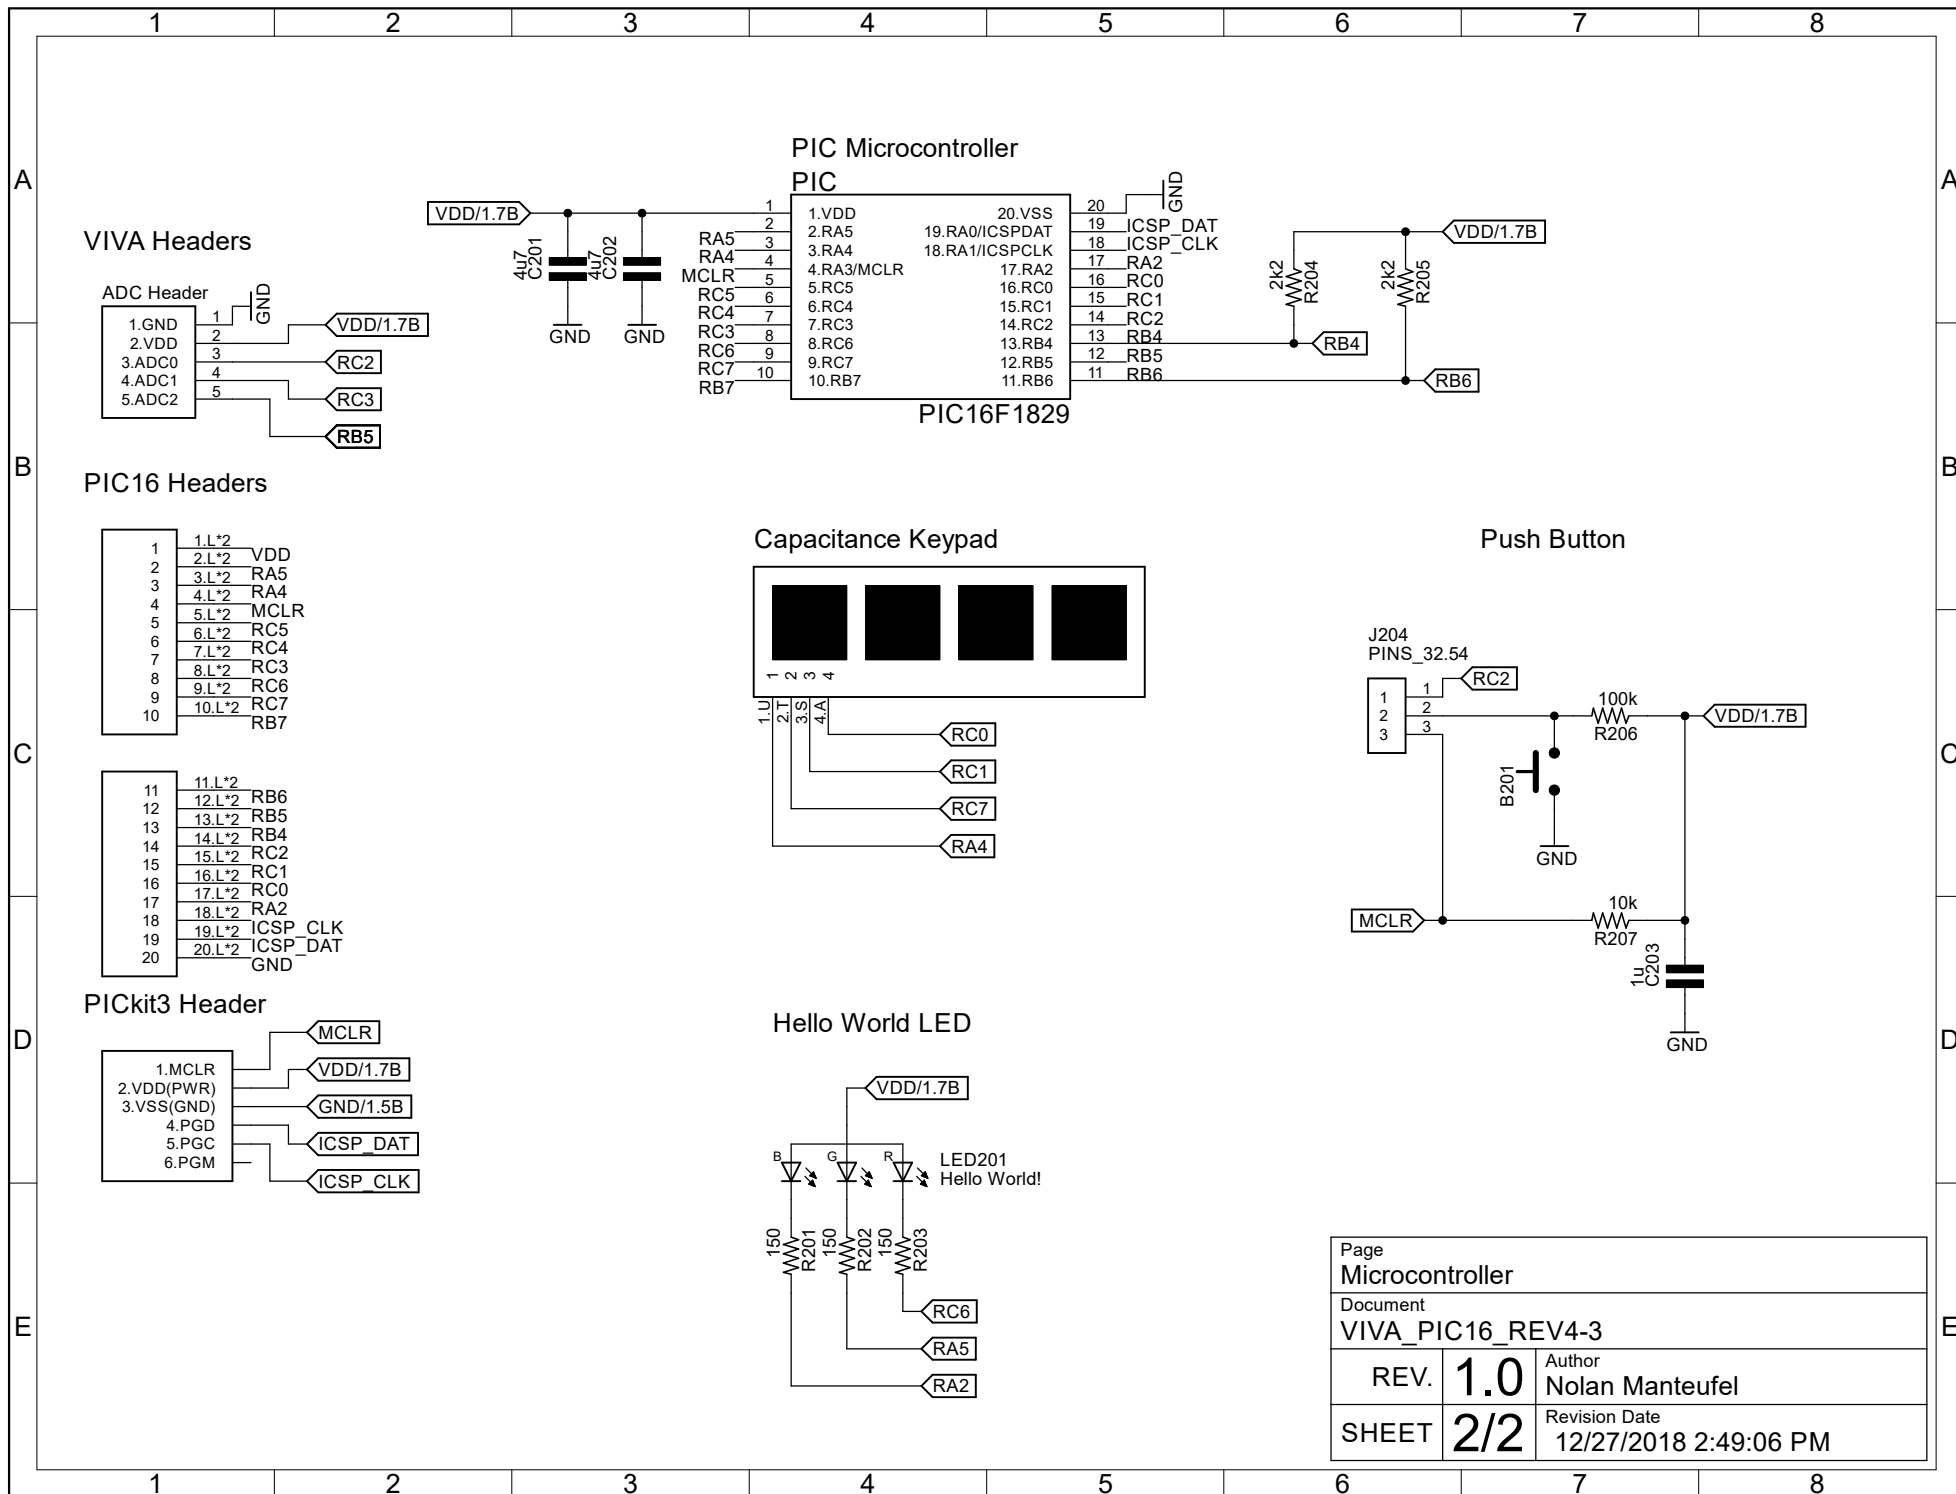 1 2 3 4 5 6 7 8
A A
PIC Microcontroller
PIC
VDD/1.7B
4u7
C201
4u7
C202
GND
GND
1
2
3
4
5
6
7
8
9
10
RA5
RA4
MCLR
RC5
RC4
RC3
RC6
RC7
RB7
1.VDD
2.RA5
3.RA4
4.RA3/MCLR
5.RC5
6.RC4
7.RC3
8.RC6
9.RC7
10.RB7
20.VSS
19.RA0/ICSPDAT
18.RA1/ICSPCLK
17.RA2
16.RC0
15.RC1
14.RC2
13.RB4
12.RB5
11.RB6
20
19
18
17
16
15
14
13
12
11
GND
ICSP_DAT
ICSP_CLK
RA2
RC0
RC1
RC2
RB4
RB5
RB6
PIC16F1829
VDD/1.7B
2k2
R204
2k2
R205
RB4
RB6
VIVA Headers
ADC Header
1.GND
2.VDD
3.ADC0
4.ADC1
5.ADC2
1
2
3
4
5
GND
VDD/1.7B
RC2
RC3
RB5
B B
PIC16 Headers
1
2
3
4
5
6
7
8
9
10
1.L*2
2.L*2
3.L*2
4.L*2
5.L*2
6.L*2
7.L*2
8.L*2
9.L*2
10.L*2
VDD
RA5
RA4
MCLR
RC5
RC4
RC3
RC6
RC7
RB7
11
12
13
14
15
16
17
18
19
20
11.L*2
12.L*2
13.L*2
14.L*2
15.L*2
16.L*2
17.L*2
18.L*2
19.L*2
20.L*2
RB6
RB5
RB4
RC2
RC1
RC0
RA2
ICSP_CLK
ICSP_DAT
GND
Capacitance Keypad
1
2
3
4
1.U
2.T
3.S
4.A
RC0
RC1
RC7
RA4
Push Button
J204
PINS_32.54
1
2
3
1
2
3
RC2
100k
R206
VDD/1.7B
B201
GND
MCLR
10k
R207
1u
C203
GND
C C
PICkit3 Header
1.MCLR
2.VDD(PWR)
3.VSS(GND)
4.PGD
5.PGC
6.PGM
MCLR
VDD/1.7B
GND/1.5B
ICSP_DAT
ICSP_CLK
D D
Hello World LED
VDD/1.7B
B
G
R
LED201
Hello World!
150
R201
150
R202
150
R203
RC6
RA5
RA2
E E
Page
Microcontroller
Document
VIVA_PIC16_REV4-3
REV. 1.0
Author
Nolan Manteufel
SHEET 2/2
Revision Date
12/27/2018 2:49:06 PM
1 2 3 4 5 6 7 8